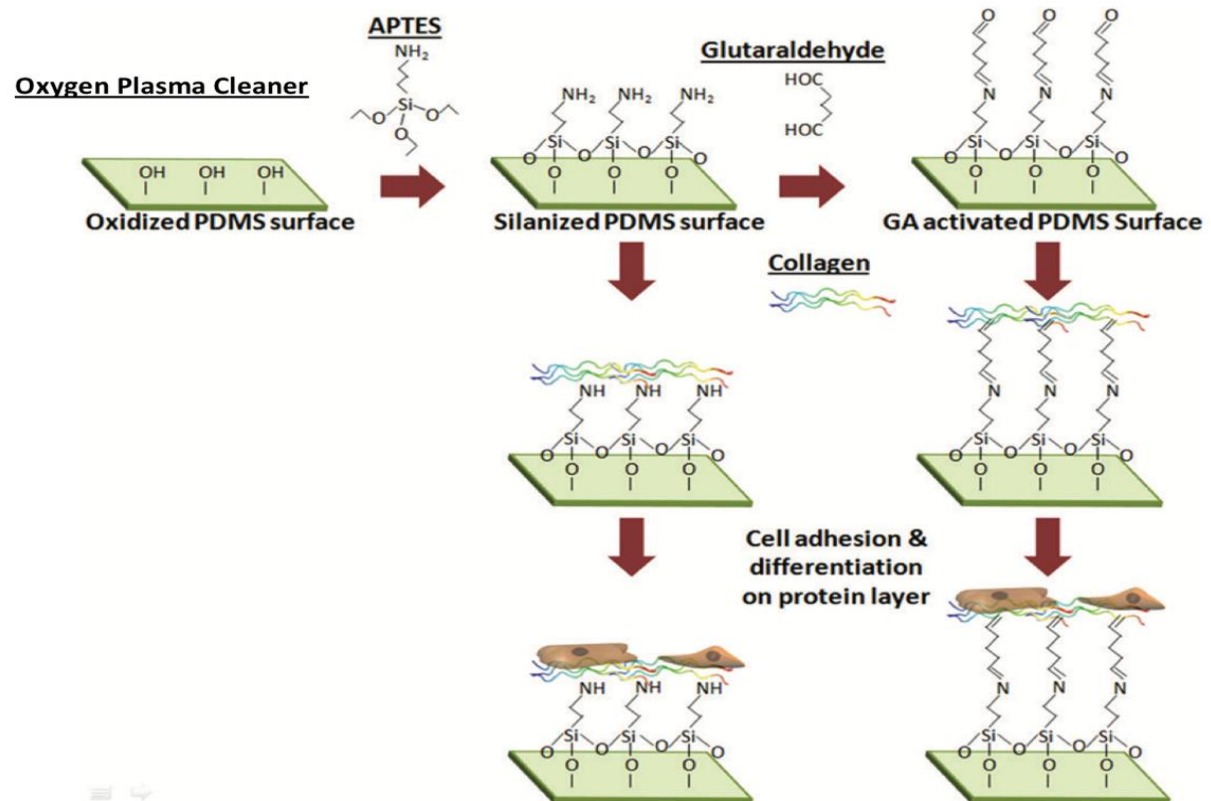 APTES
NH2
Si
O O
O
Oxygen Plasma Cleaner
OH OH OH
Oxidized PDMS surface
NH2 NH2 NH2
Si Si Si
O O O O
O O O
Silanized PDMS surface
Glutaraldehyde
HOC
HOC
O O O
N N N
Si Si Si
O O O O
O O O
GA activated PDMS Surface
Collagen
NH NH NH
Si Si Si
O O O O
O O O
N N N
Si Si Si
O O O O
O O O
Cell adhesion &
differentiation
on protein layer
NH NH NH
Si Si Si
O O O O
O O O
N N N
Si Si Si
O O O O
O O O